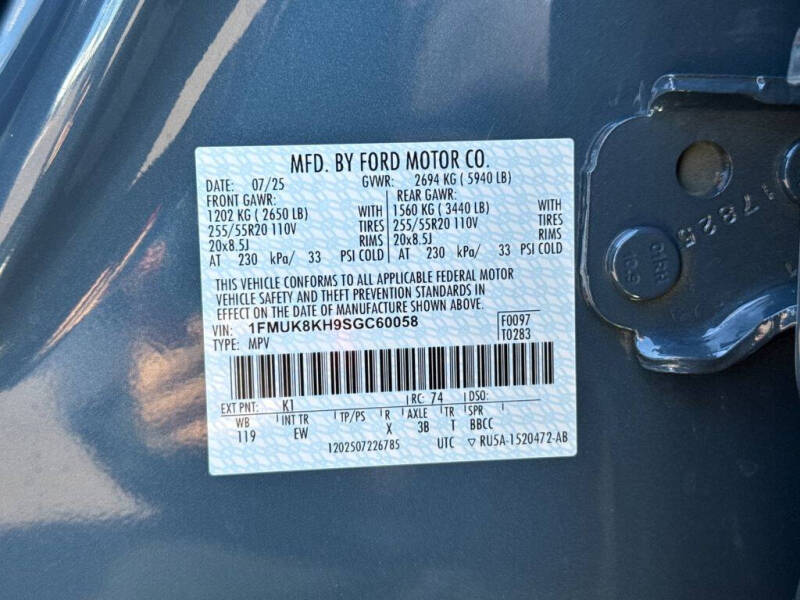 MFD. BY FORD MOTOR CO.
DATE: 07/25 GVWR: 2694 KG ( 5940 LB)
FRONT GAWR: REAR GAWR:
1202 KG ( 2650 LB) WITH 1560 KG ( 3440 LB) WITH
255/55R20 110V TIRES 255/55R20 110V TIRES
20x8.5J RIMS 20x8.5J RIMS
AT 230 kPa/ 33 PSI COLD AT 230 kPa/ 33 PSI COLD
THIS VEHICLE CONFORMS TO ALL APPLICABLE FEDERAL MOTOR
VEHICLE SAFETY AND THEFT PREVENTION STANDARDS IN
EFFECT ON THE DATE OF MANUFACTURE SHOWN ABOVE.
VIN: 1FMUK8KH9SGC60058 F0097
TYPE: MPV T0283
EXT PNT: K1 RC: 74 DSO:
WB INT TR TP/PS R AXLE TR SPR
119 EW X 3B T BBCC
1202507226785 UTC ▽ RU5A-1520472-AB
17825